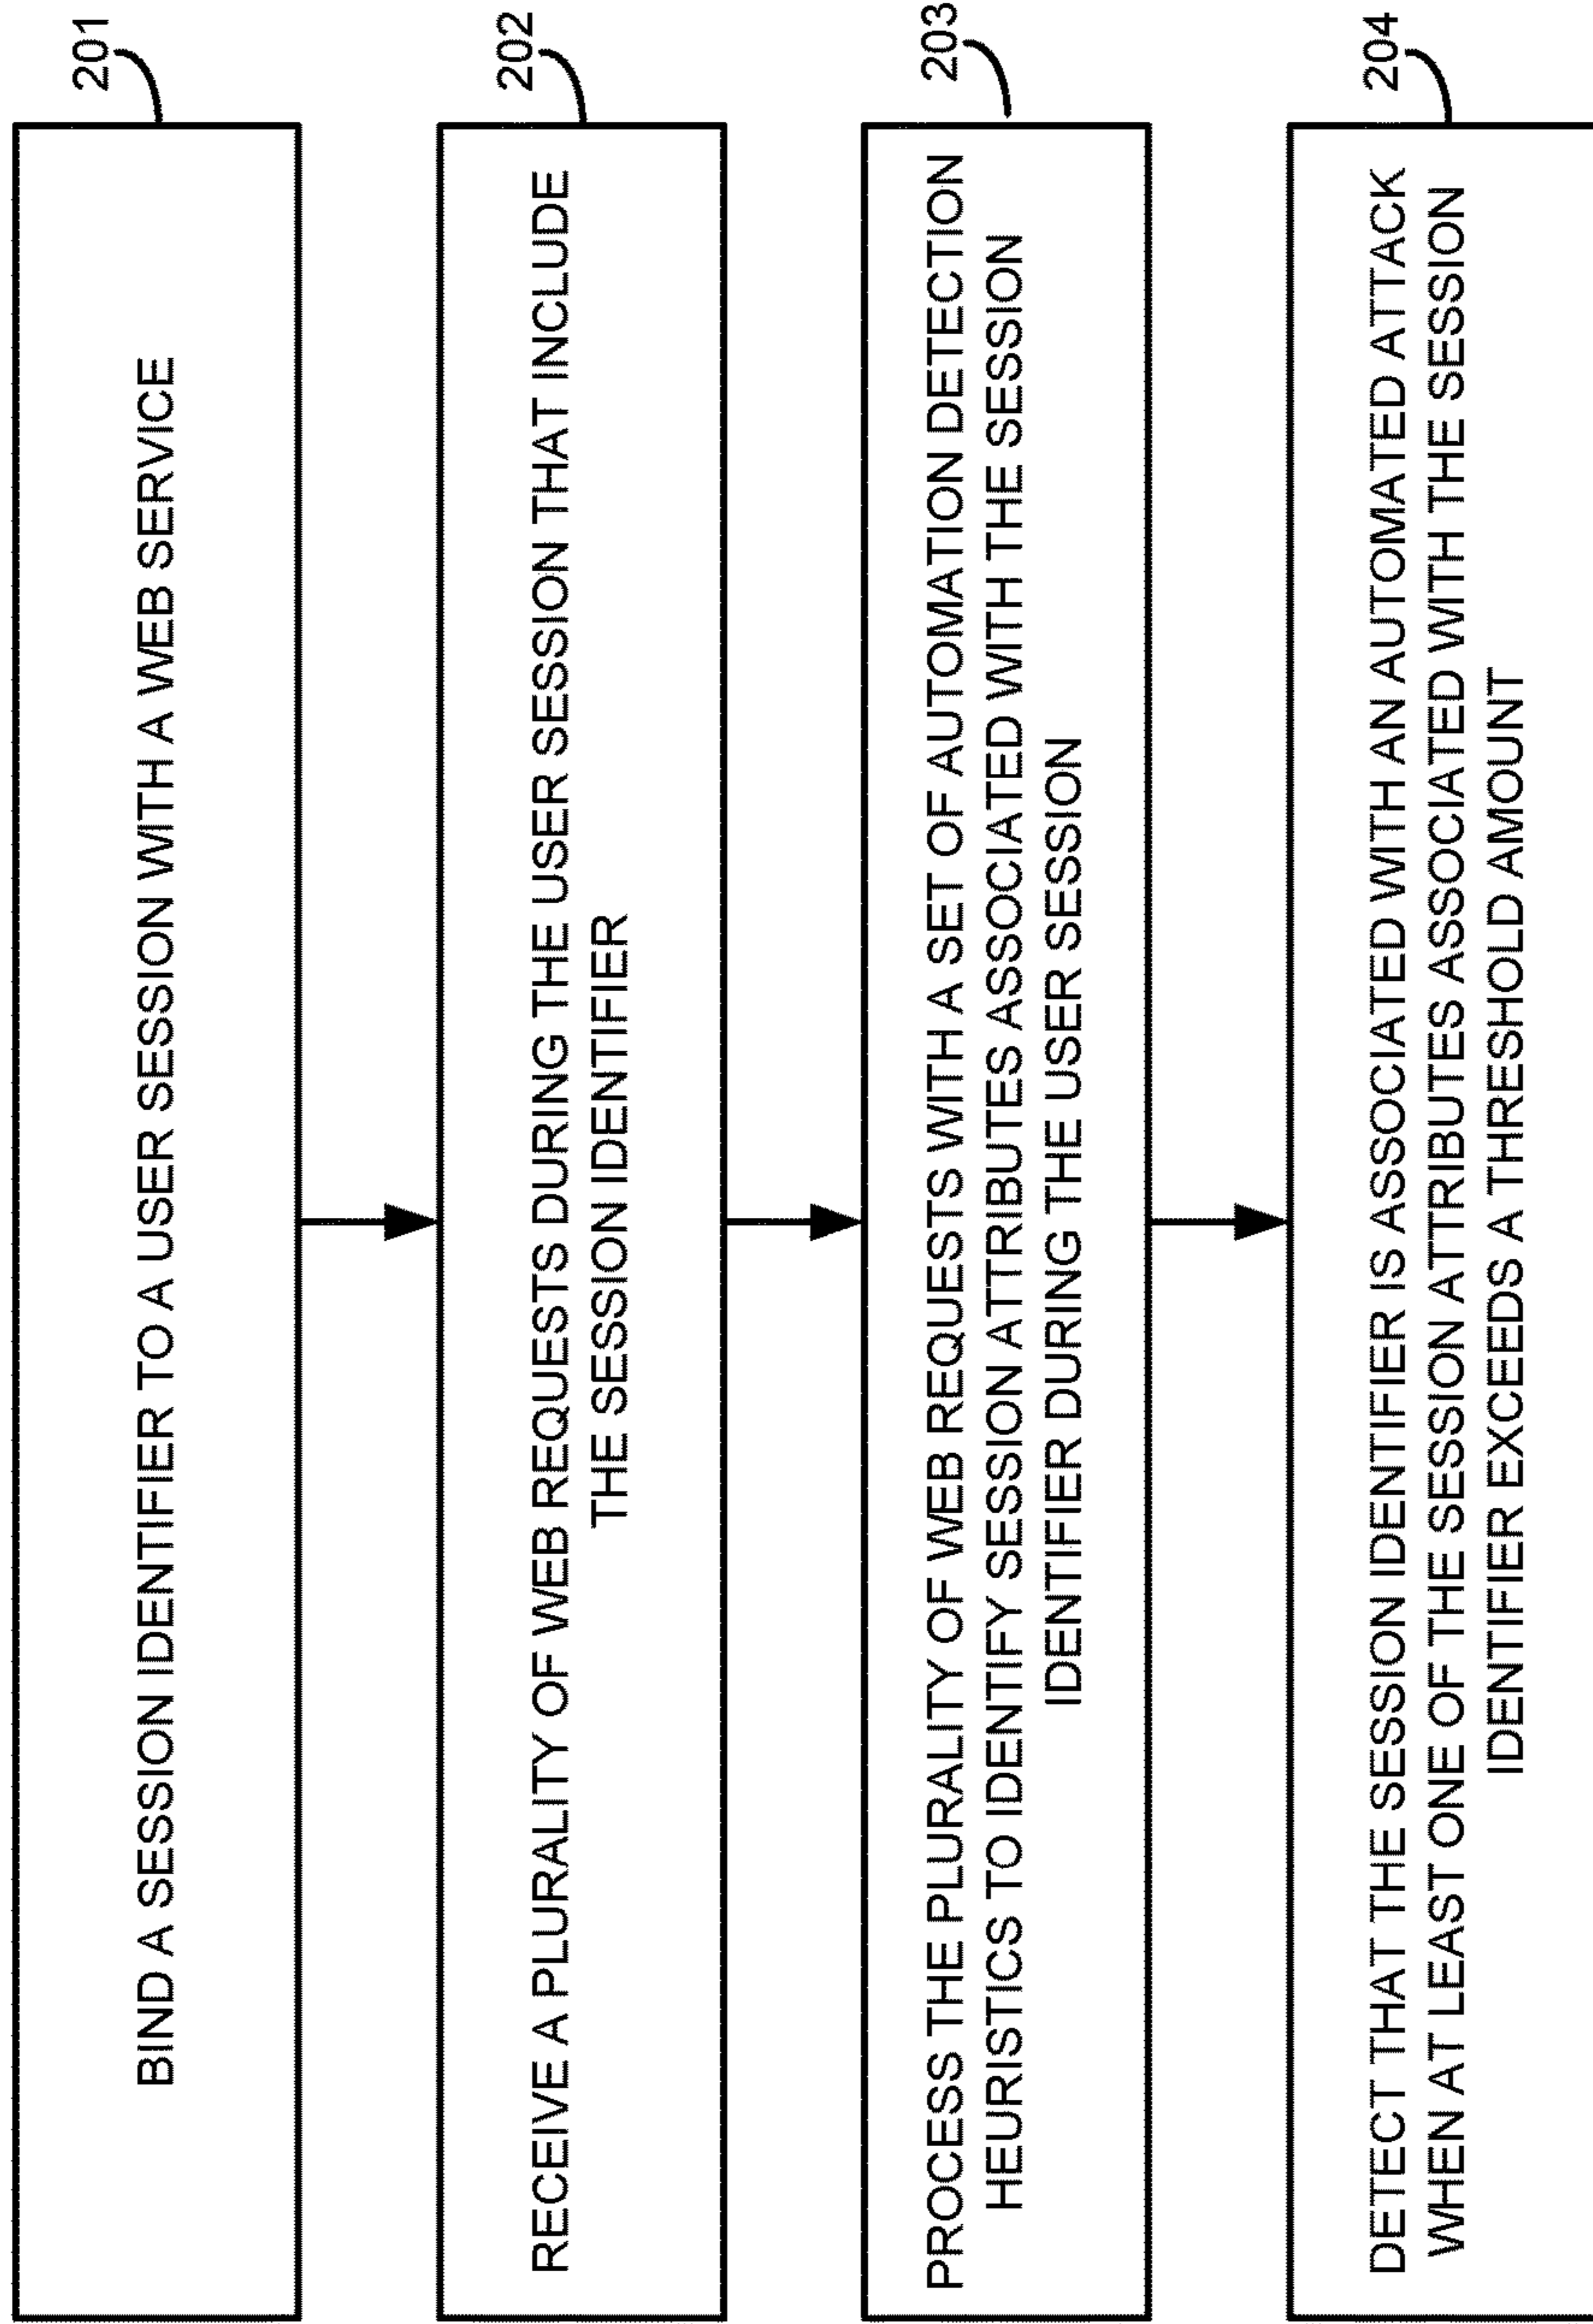 201
BIND A SESSION IDENTIFIER TO A USER SESSION WITH A WEB SERVICE
202
RECEIVE A PLURALITY OF WEB REQUESTS DURING THE USER SESSION THAT INCLUDE
THE SESSION IDENTIFIER
203
PROCESS THE PLURALITY OF WEB REQUESTS WITH A SET OF AUTOMATION DETECTION
HEURISTICS TO IDENTIFY SESSION ATTRIBUTES ASSOCIATED WITH THE SESSION
IDENTIFIER DURING THE USER SESSION
204
DETECT THAT THE SESSION IDENTIFIER IS ASSOCIATED WITH AN AUTOMATED ATTACK
WHEN AT LEAST ONE OF THE SESSION ATTRIBUTES ASSOCIATED WITH THE SESSION
IDENTIFIER EXCEEDS A THRESHOLD AMOUNT